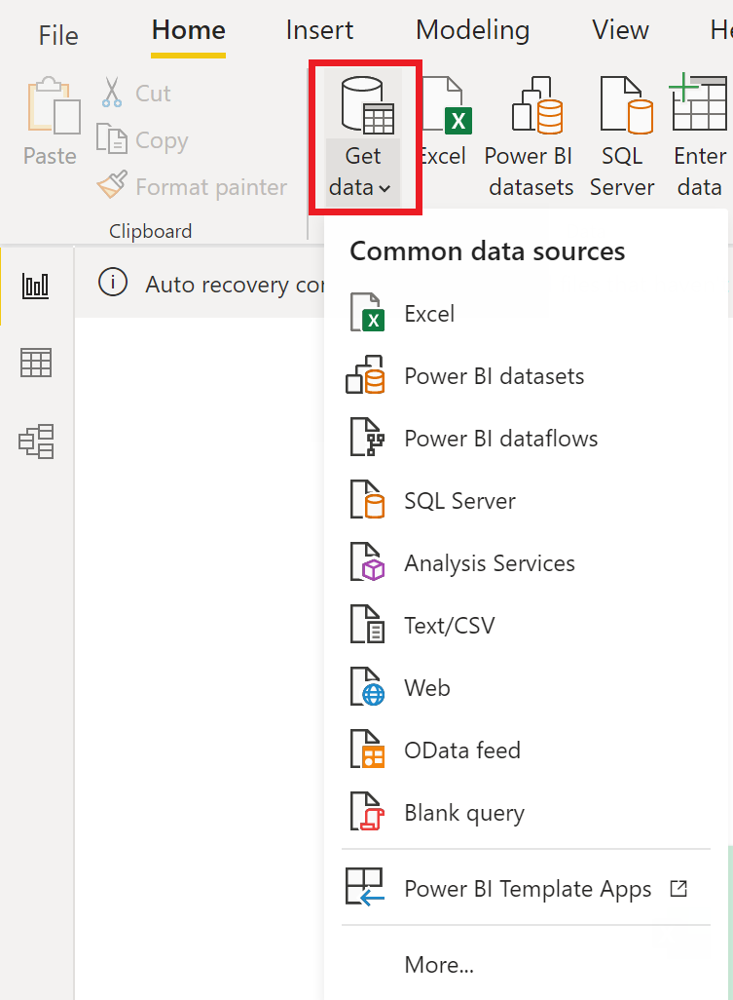 File Home Insert Modeling View
Cut
Copy
Paste
Format painter
Clipboard
Get
data
Excel
Power BI
datasets
SQL
Server
Enter
data
Auto recovery
Common data sources
Excel
Power BI datasets
Power BI dataflows
SQL Server
Analysis Services
Text/CSV
Web
OData feed
Blank query
Power BI Template Apps
More...